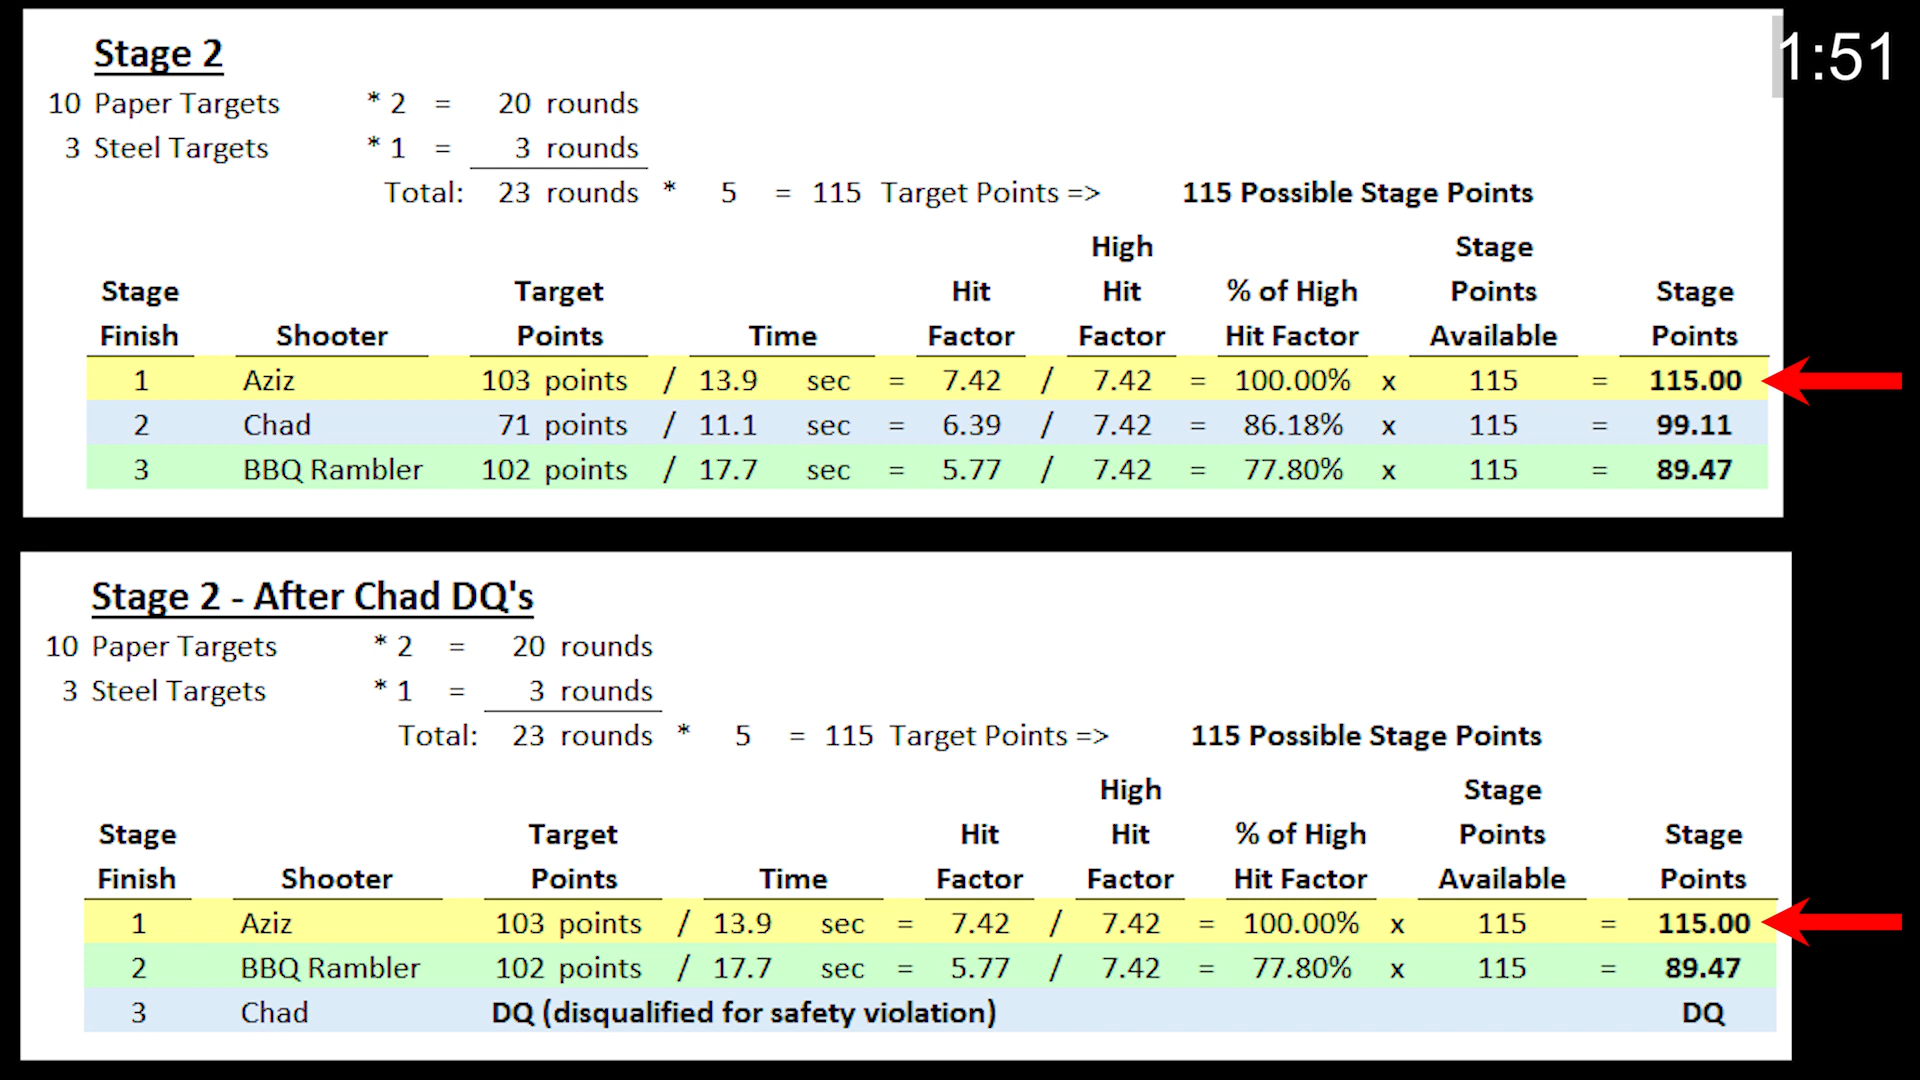 1:51
Stage 2
10 Paper Targets * 2 = 20 rounds
3 Steel Targets * 1 = 3 rounds
Total: 23 rounds * 5 = 115 Target Points => 115 Possible Stage Points
High Stage
Stage Target Hit Hit % of High Points Stage
Finish Shooter Points Time Factor Factor Hit Factor Available Points
1 Aziz 103 points / 13.9 sec = 7.42 / 7.42 = 100.00% x 115 = 115.00
2 Chad 71 points / 11.1 sec = 6.39 / 7.42 = 86.18% x 115 = 99.11
3 BBQ Rambler 102 points / 17.7 sec = 5.77 / 7.42 = 77.80% x 115 = 89.47
Stage 2 - After Chad DQ's
10 Paper Targets * 2 = 20 rounds
3 Steel Targets * 1 = 3 rounds
Total: 23 rounds * 5 = 115 Target Points => 115 Possible Stage Points
High Stage
Stage Target Hit Hit % of High Points Stage
Finish Shooter Points Time Factor Factor Hit Factor Available Points
1 Aziz 103 points / 13.9 sec = 7.42 / 7.42 = 100.00% x 115 = 115.00
2 BBQ Rambler 102 points / 17.7 sec = 5.77 / 7.42 = 77.80% x 115 = 89.47
3 Chad DQ (disqualified for safety violation) DQ